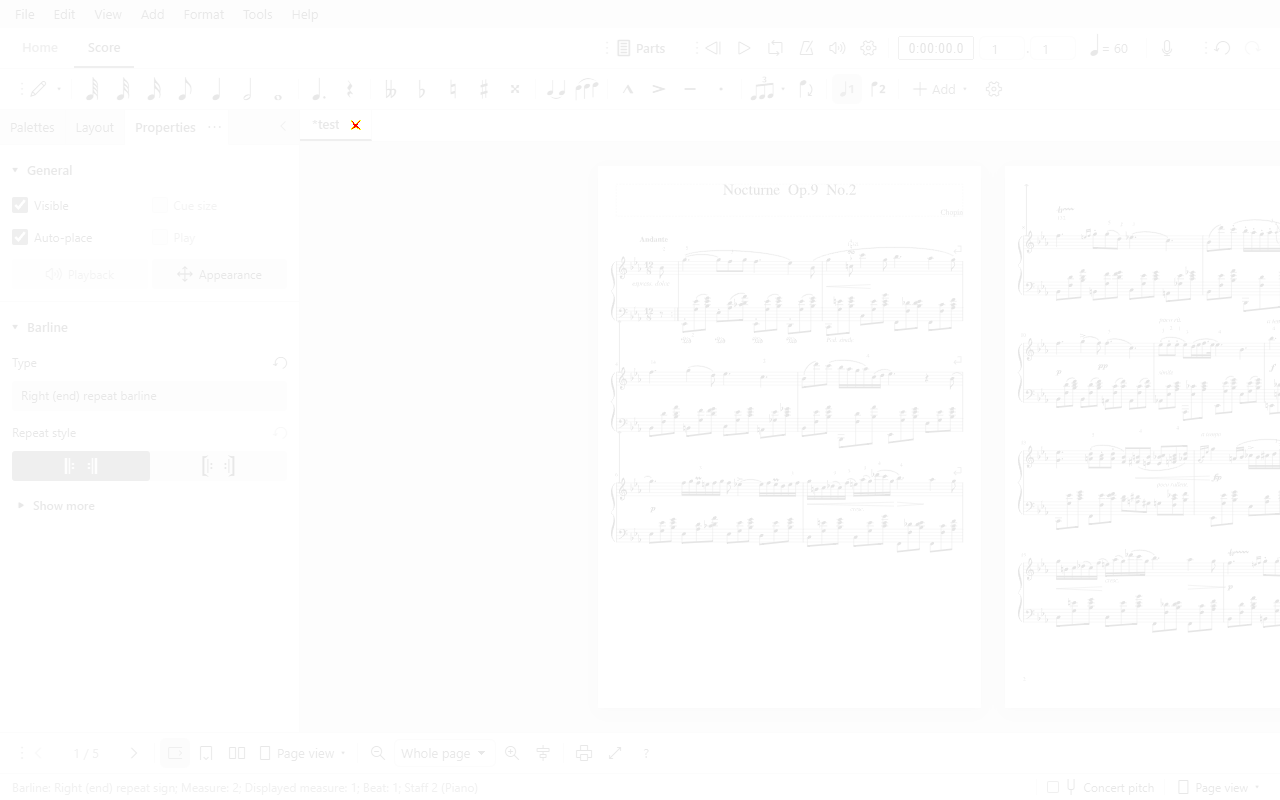 File Edit View Add Format Tools Help
Home Score Parts 0:00:00.0 1 . 1 = 60
Add
Palettes Layout Properties *test
General
Visible Cue size
Auto-place Play
Playback Appearance
Barline
Type
Right (end) repeat barline
Repeat style
Show more
Nocturne Op.9 No.2
Chopin
Andante
1 / 5 Page view Whole page ?
Barline: Right (end) repeat sign; Measure: 2; Displayed measure: 1; Beat: 1; Staff 2 (Piano) Concert pitch Page view